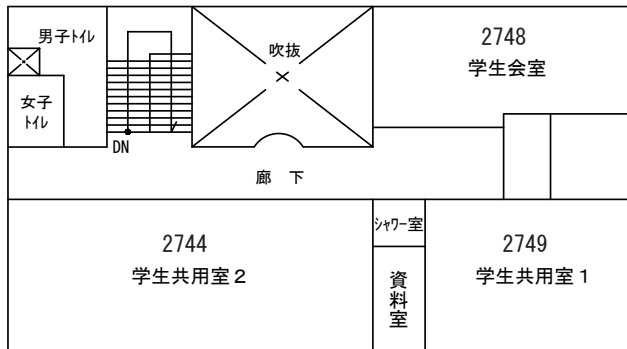 男子ﾄｲﾚ
吹抜
2748
学生会室
女子
ﾄｲﾚ
DN
廊 下
2744
学生共用室２
ｼｬﾜｰ室
資料室
2749
学生共用室１